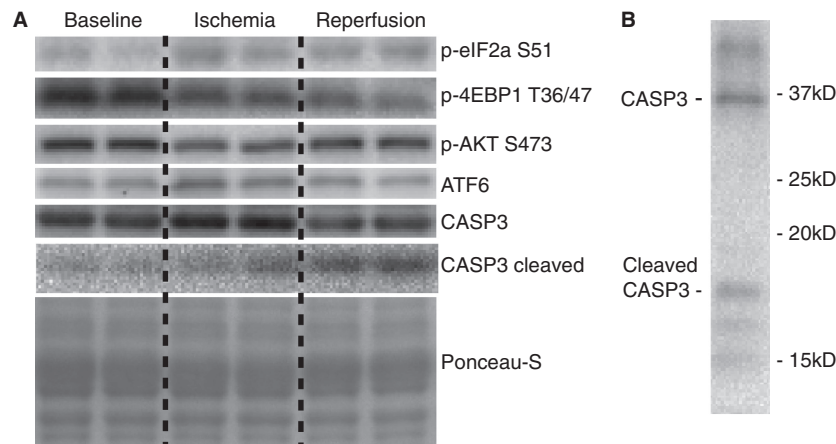 A
Baseline Ischemia Reperfusion
p-eIF2a S51
p-4EBP1 T36/47
p-AKT S473
ATF6
CASP3
CASP3 cleaved
Ponceau-S
B
CASP3 -
- 37kD
- 25kD
- 20kD
Cleaved
CASP3 -
- 15kD